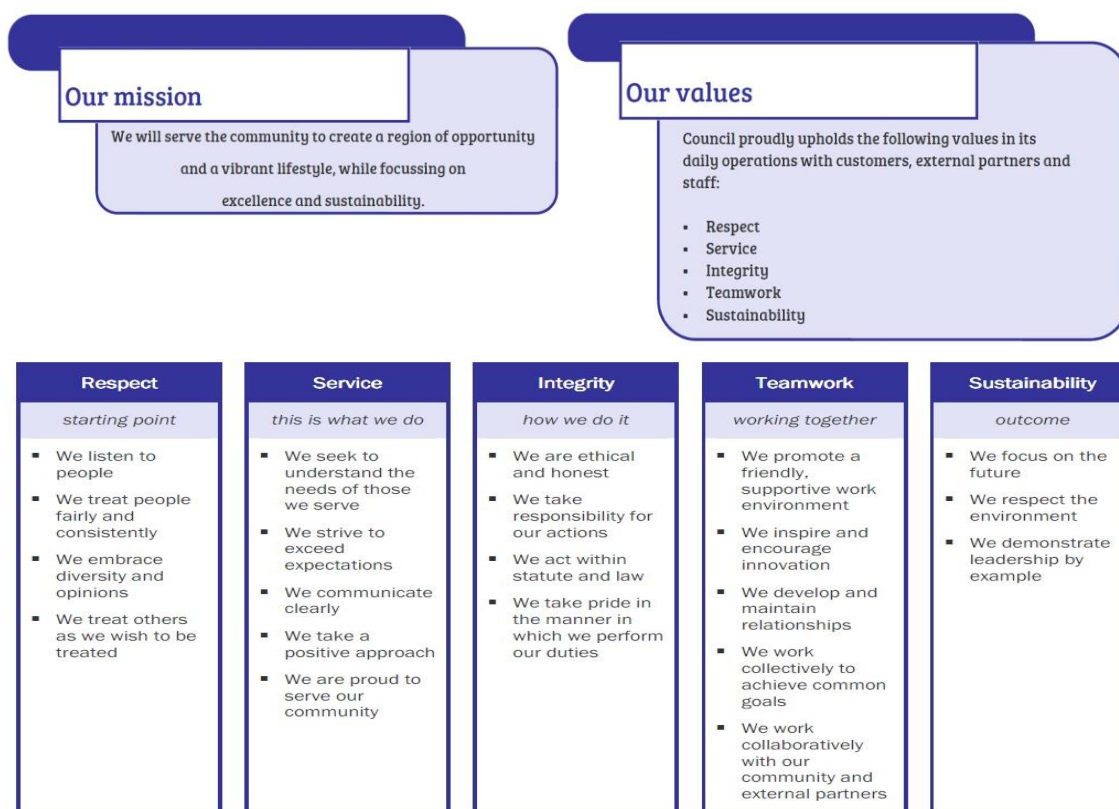 Our mission
We will serve the community to create a region of opportunity
and a vibrant lifestyle, while focussing on
excellence and sustainability.
Our values
Council proudly upholds the following values in its
daily operations with customers, external partners and
staff:
▪ Respect
▪ Service
▪ Integrity
▪ Teamwork
▪ Sustainability
Respect
starting point
▪ We listen to
people
▪ We treat people
fairly and
consistently
▪ We embrace
diversity and
opinions
▪ We treat others
as we wish to be
treated
Service
this is what we do
▪ We seek to
understand the
needs of those
we serve
▪ We strive to
exceed
expectations
▪ We communicate
clearly
▪ We take a
positive approach
▪ We are proud to
serve our
community
Integrity
how we do it
▪ We are ethical
and honest
▪ We take
responsibility for
our actions
▪ We act within
statute and law
▪ We take pride in
the manner in
which we perform
our duties
Teamwork
working together
▪ We promote a
friendly,
supportive work
environment
▪ We inspire and
encourage
innovation
▪ We develop and
maintain
relationships
▪ We work
collectively to
achieve common
goals
▪ We work
collaboratively
with our
community and
external partners
Sustainability
outcome
▪ We focus on the
future
▪ We respect the
environment
▪ We demonstrate
leadership by
example